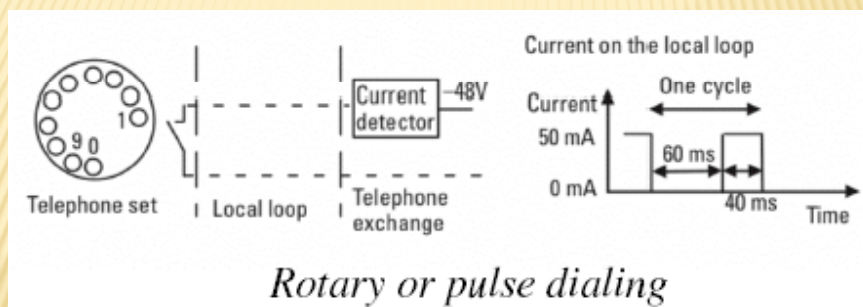 1
9 0
Telephone set
Local loop
Current
detector
–48V
Telephone
exchange
Current on the local loop
One cycle
Current
50 mA
60 ms
0 mA
40 ms
Time
Rotary or pulse dialing